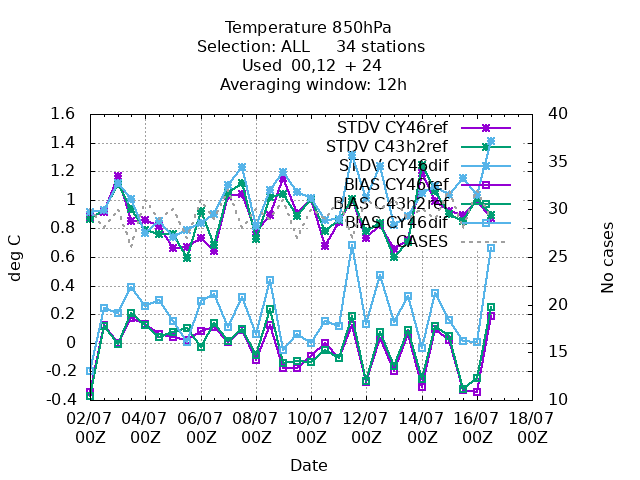 Temperature 850hPa
Selection: ALL 34 stations
Used 00,12 + 24
Averaging window: 12h
1.6
1.4
1.2
1
0.8
0.6
0.4
0.2
0
-0.2
-0.4
deg C
40
35
30
25
20
15
10
No cases
STDV CY46ref
STDV C43h2ref
STDV CY46dif
BIAS CY46ref
BIAS C43h2ref
BIAS CY46dif
CASES
02/07 04/07 06/07 08/07 10/07 12/07 14/07 16/07 18/07
00Z 00Z 00Z 00Z 00Z 00Z 00Z 00Z 00Z
Date